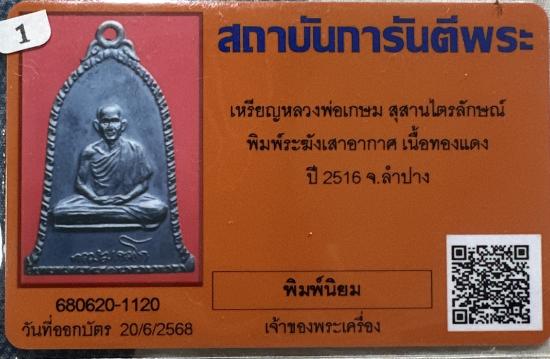 1
สถาบันการันตีพระ
เหรียญหลวงพ่อเกษม สุสานไตรลักษณ์
พิมพ์ระฆังเสาอากาศ เนื้อทองแดง
ปี 2516 จ.ลำปาง
680620-1120
วันที่ออกบัตร 20/6/2568
พิมพ์นิยม
เจ้าของพระเครื่อง